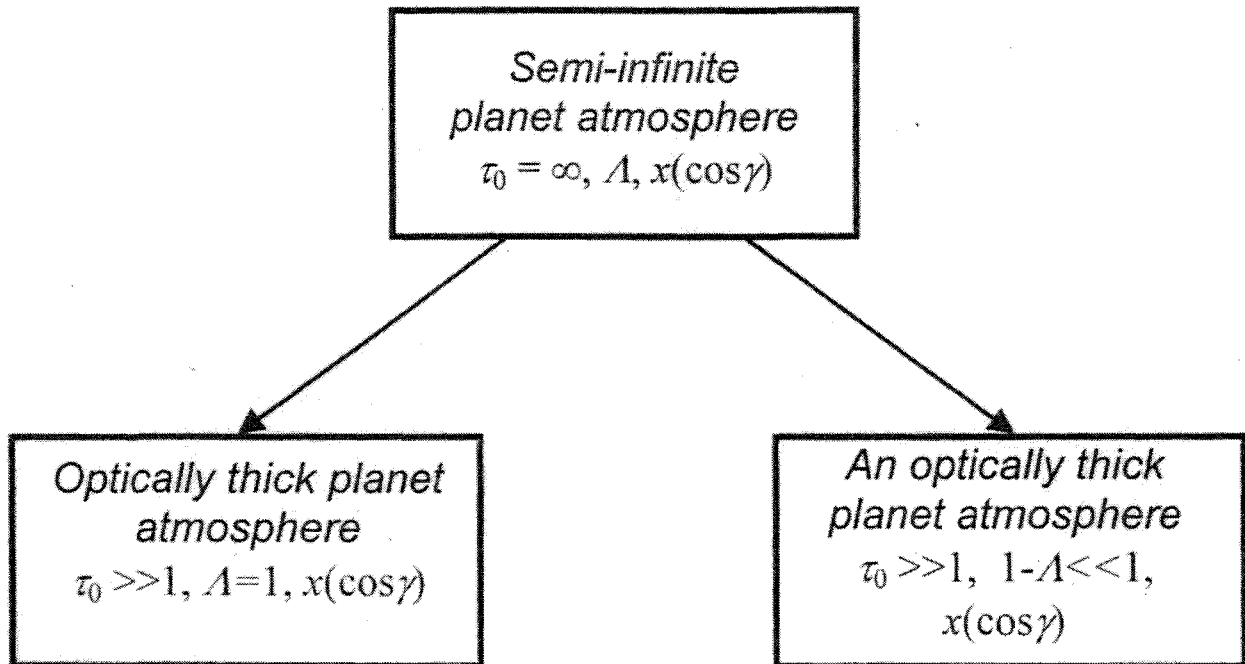 Semi-infinite
planet atmosphere
τ₀ = ∞, Λ, x(cosγ)
Optically thick planet
atmosphere
τ₀ >>1, Λ=1, x(cosγ)
An optically thick
planet atmosphere
τ₀ >>1, 1-Λ<<1,
x(cosγ)